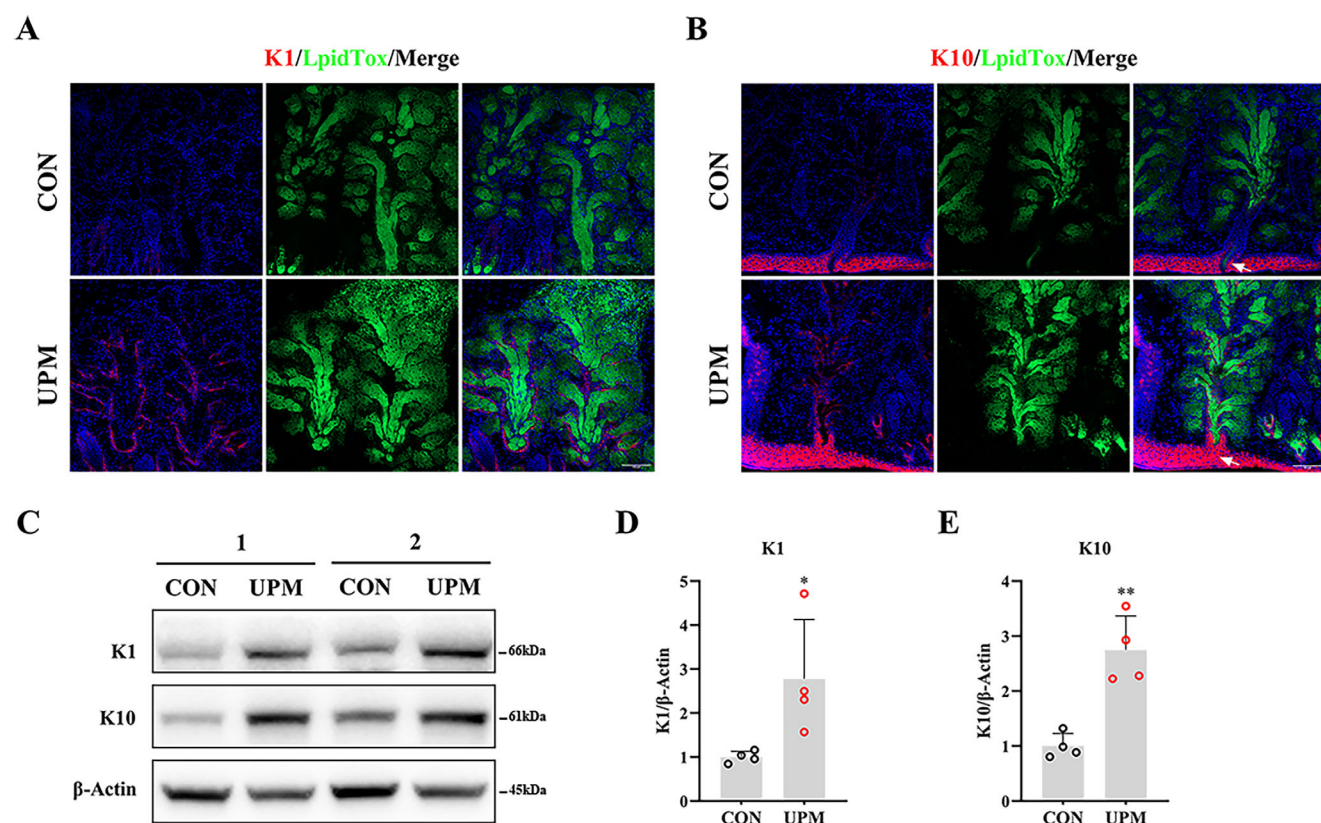 A
K1/LpidTox/Merge
CON
UPM
B
K10/LpidTox/Merge
CON
UPM
C
1 2
CON UPM CON UPM
K1 66kDa
K10 61kDa
β-Actin 45kDa
D
K1
K1/β-Actin
5
4
3
2
1
0
*
CON UPM
E
K10
K10/β-Actin
4
3
2
1
0
**
CON UPM